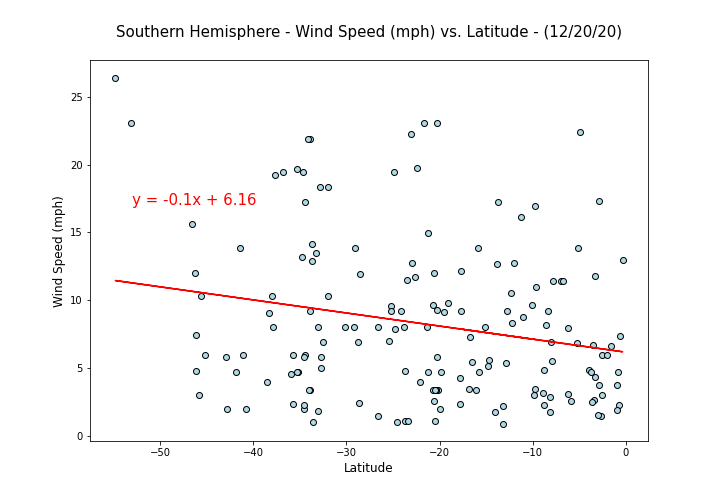 Southern Hemisphere - Wind Speed (mph) vs. Latitude - (12/20/20)
25
20
y = -0.1x + 6.16
15
10
5
0
Wind Speed (mph)
−50 −40 −30 −20 −10 0
Latitude